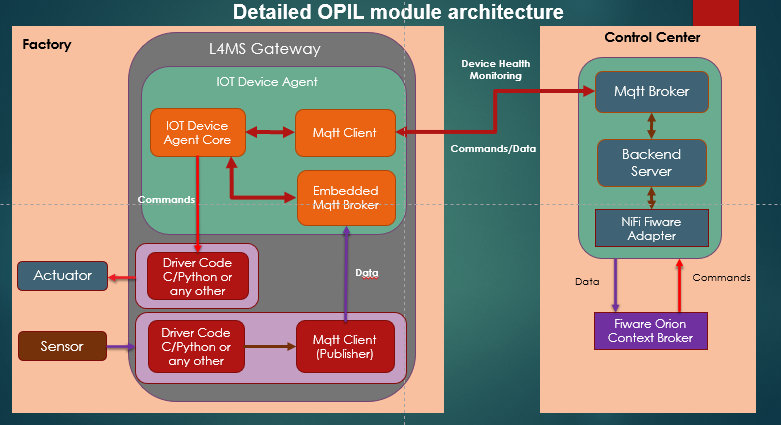 Detailed OPIL module architecture
Factory
L4MS Gateway
IOT Device Agent
IOT Device
Agent Core
Mqtt Client
Embedded
Mqtt Broker
Commands
Driver Code
C/Python or
any other
Actuator
Data
Sensor
Driver Code
C/Python or
any other
Mqtt Client
(Publisher)
Device Health
Monitoring
Commands/Data
Control Center
Mqtt Broker
Backend
Server
NiFi Fiware
Adapter
Data
Commands
Fiware Orion
Context Broker